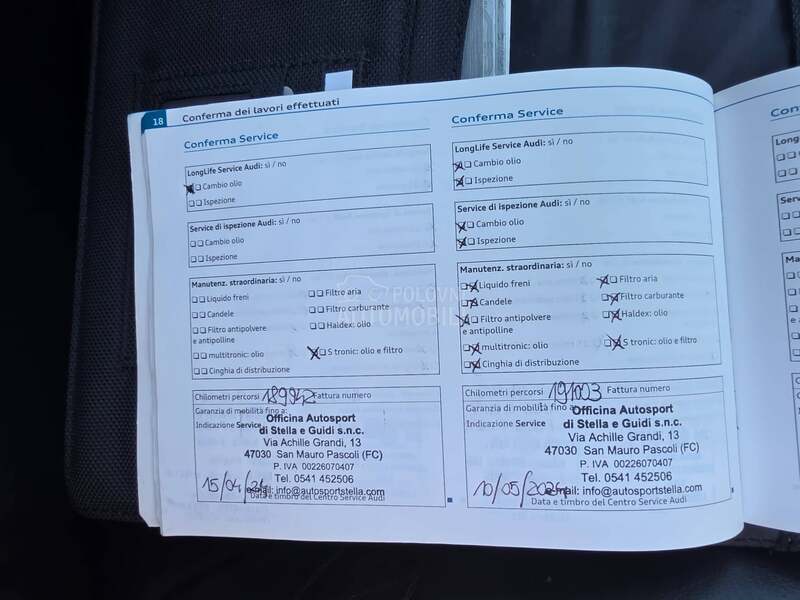 18 Conferma dei lavori effettuati
Conferma Service
LongLife Service Audi: sì / no
Cambio olio
Ispezione
Service di ispezione Audi: sì / no
Cambio olio
Ispezione
Manutenz. straordinaria: sì / no
Liquido freni
Filtro aria
Candele
Filtro carburante
Filtro antipolvere
e antipolline
Haldex: olio
multitronic: olio
S tronic: olio e filtro
Cinghia di distribuzione
Chilometri percorsi 189942 Fattura numero
Garanzia di mobilità fino a:
Indicazione Service
Officina Autosport
di Stella e Guidi s.n.c.
Via Achille Grandi, 13
47030 San Mauro Pascoli (FC)
P. IVA 00226070407
Tel. 0541 452506
email: info@autosportstella.com
15/04/24
Data e timbro del Centro Service Audi
Conferma Service
LongLife Service Audi: sì / no
Cambio olio
Ispezione
Service di ispezione Audi: sì / no
Cambio olio
Ispezione
Manutenz. straordinaria: sì / no
Liquido freni
Filtro aria
Candele
Filtro carburante
Filtro antipolvere
e antipolline
Haldex: olio
multitronic: olio
S tronic: olio e filtro
Cinghia di distribuzione
Chilometri percorsi 191003 Fattura numero
Garanzia di mobilità fino a:
Indicazione Service
Officina Autosport
di Stella e Guidi s.n.c.
Via Achille Grandi, 13
47030 San Mauro Pascoli (FC)
P. IVA 00226070407
Tel. 0541 452506
email: info@autosportstella.com
10/05/2024
Data e timbro del Centro Service Audi